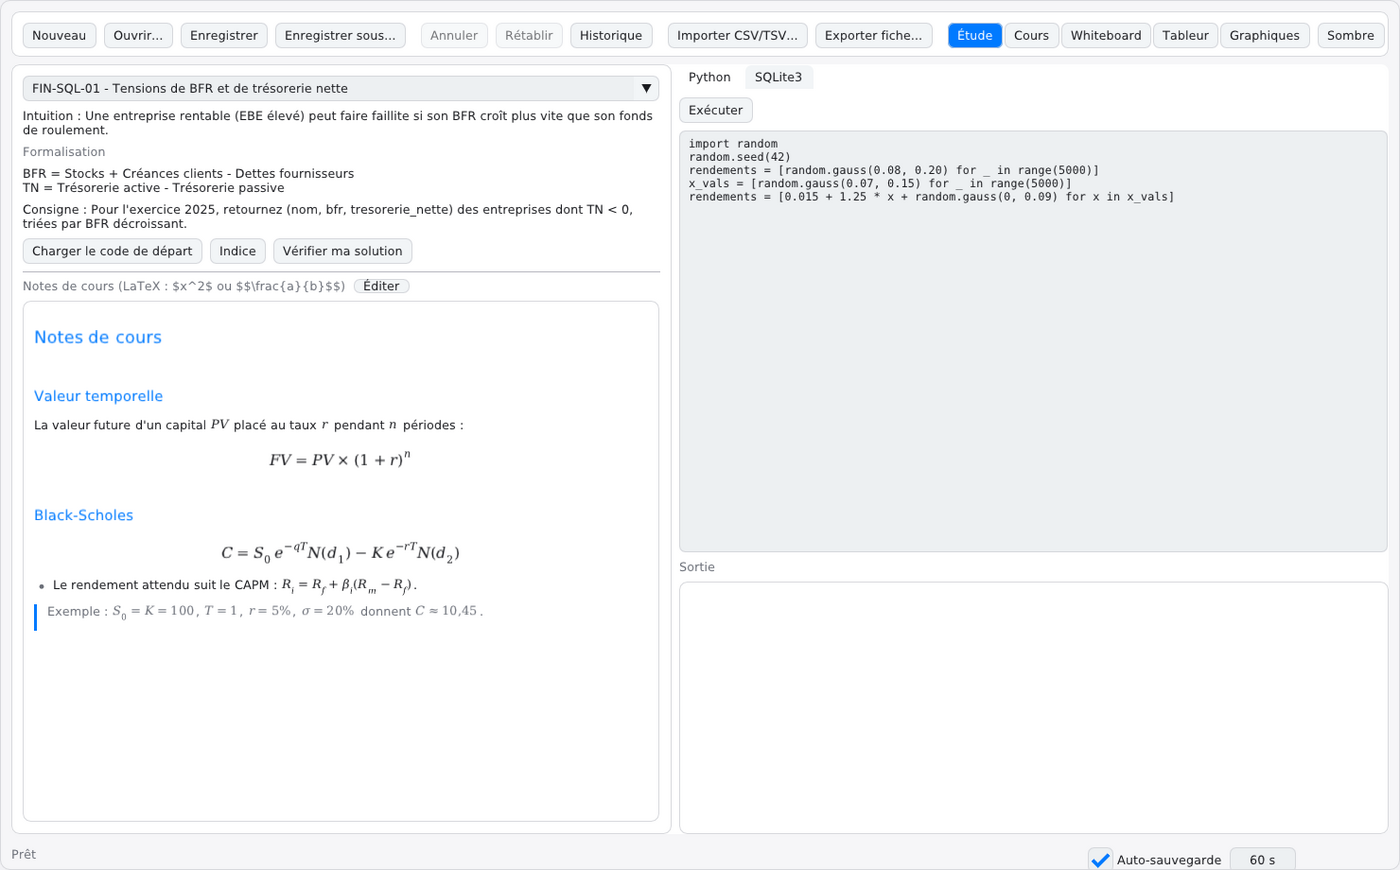 Nouveau Ouvrir... Enregistrer Enregistrer sous... Annuler Rétablir Historique Importer CSV/TSV... Exporter fiche... Étude Cours Whiteboard Tableur Graphiques Sombre
FIN-SQL-01 - Tensions de BFR et de trésorerie nette ▼
Intuition : Une entreprise rentable (EBE élevé) peut faire faillite si son BFR croît plus vite que son fonds
de roulement.
Formalisation
BFR = Stocks + Créances clients - Dettes fournisseurs
TN = Trésorerie active - Trésorerie passive
Consigne : Pour l'exercice 2025, retournez (nom, bfr, tresorerie_nette) des entreprises dont TN < 0,
triées par BFR décroissant.
Charger le code de départ Indice Vérifier ma solution
Notes de cours (LaTeX : $x^2$ ou $$\frac{a}{b}$$) Éditer
Notes de cours
Valeur temporelle
La valeur future d'un capital PV placé au taux r pendant n périodes :
FV = PV × (1 + r)^n
Black-Scholes
C = S_0 e^{-qT} N(d_1) − K e^{-rT} N(d_2)
• Le rendement attendu suit le CAPM : R_i = R_f + β_i(R_m − R_f).
Exemple : S_0 = K = 100, T = 1, r = 5%, σ = 20% donnent C ≈ 10,45.
Python SQLite3
Exécuter
import random
random.seed(42)
rendements = [random.gauss(0.08, 0.20) for _ in range(5000)]
x_vals = [random.gauss(0.07, 0.15) for _ in range(5000)]
rendements = [0.015 + 1.25 * x + random.gauss(0, 0.09) for x in x_vals]
Sortie
Prêt
Auto-sauvegarde 60 s